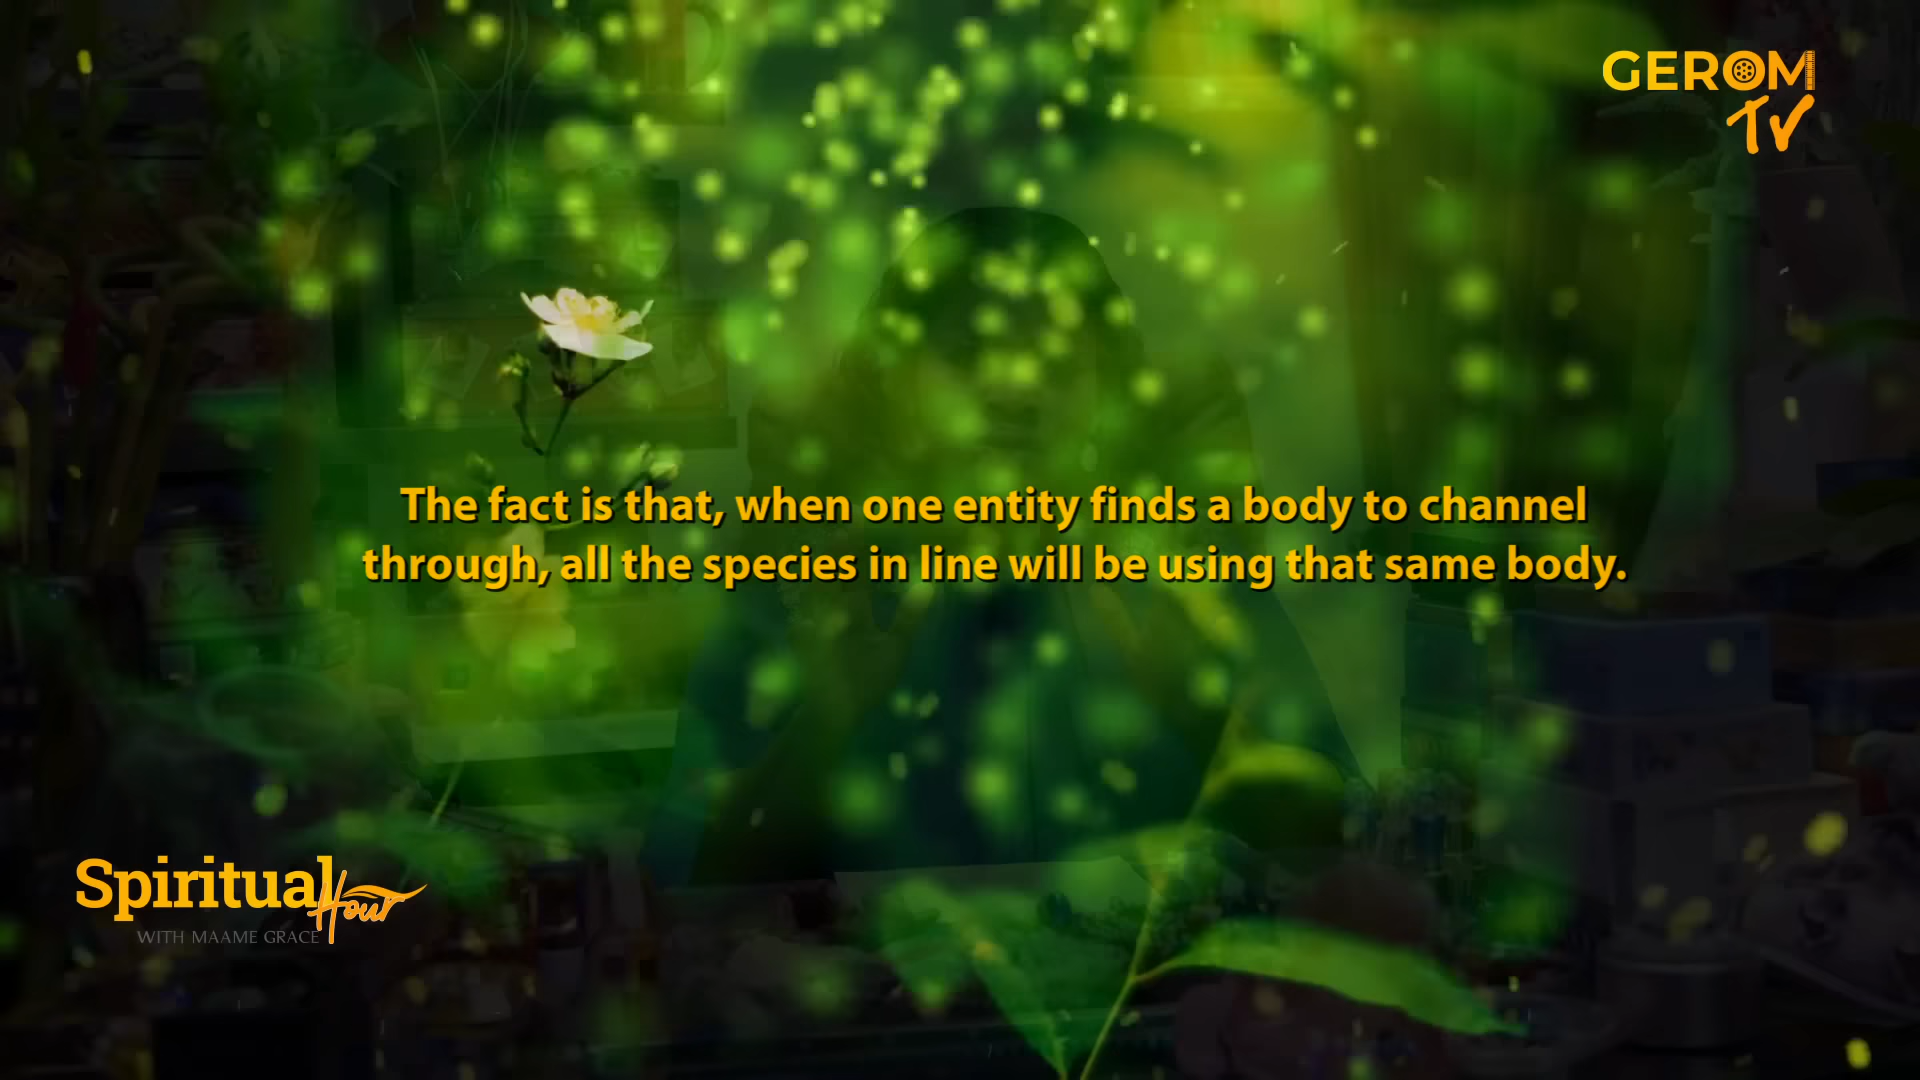 GEROM
TV
The fact is that, when one entity finds a body to channel
through, all the species in line will be using that same body.
Spiritual
Hour
WITH MAAME GRACE